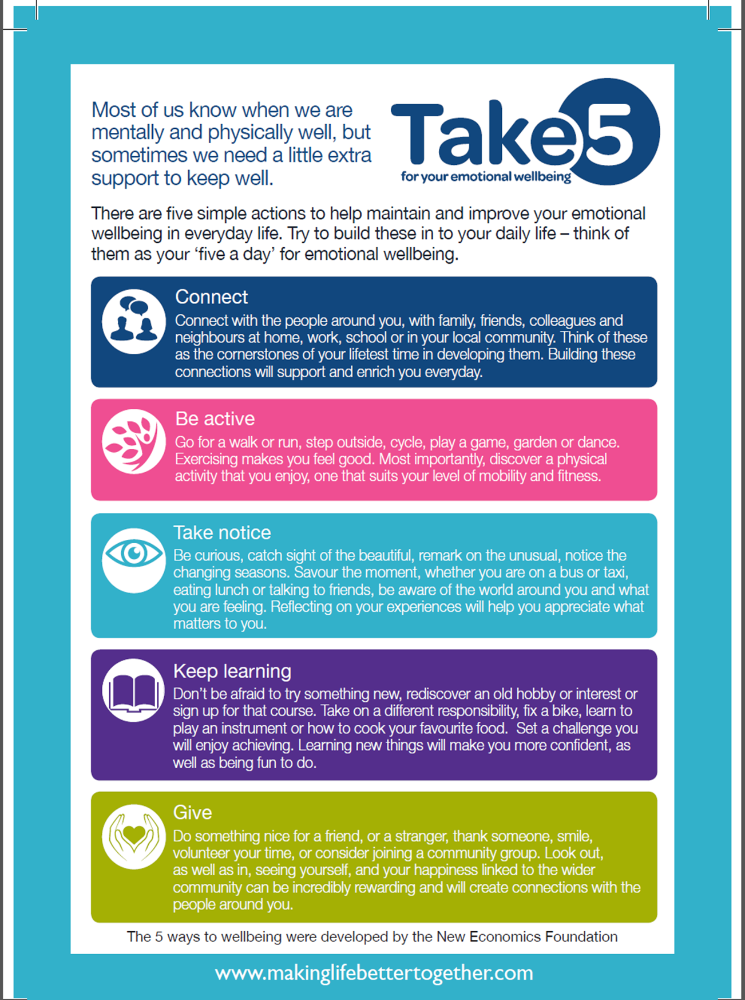 Most of us know when we are
mentally and physically well, but
sometimes we need a little extra
support to keep well.
Take 5
for your emotional wellbeing
There are five simple actions to help maintain and improve your emotional
wellbeing in everyday life. Try to build these in to your daily life – think of
them as your ‘five a day’ for emotional wellbeing.
Connect
Connect with the people around you, with family, friends, colleagues and
neighbours at home, work, school or in your local community. Think of these
as the cornerstones of your lifetest time in developing them. Building these
connections will support and enrich you everyday.
Be active
Go for a walk or run, step outside, cycle, play a game, garden or dance.
Exercising makes you feel good. Most importantly, discover a physical
activity that you enjoy, one that suits your level of mobility and fitness.
Take notice
Be curious, catch sight of the beautiful, remark on the unusual, notice the
changing seasons. Savour the moment, whether you are on a bus or taxi,
eating lunch or talking to friends, be aware of the world around you and what
you are feeling. Reflecting on your experiences will help you appreciate what
matters to you.
Keep learning
Don’t be afraid to try something new, rediscover an old hobby or interest or
sign up for that course. Take on a different responsibility, fix a bike, learn to
play an instrument or how to cook your favourite food. Set a challenge you
will enjoy achieving. Learning new things will make you more confident, as
well as being fun to do.
Give
Do something nice for a friend, or a stranger, thank someone, smile,
volunteer your time, or consider joining a community group. Look out,
as well as in, seeing yourself, and your happiness linked to the wider
community can be incredibly rewarding and will create connections with the
people around you.
The 5 ways to wellbeing were developed by the New Economics Foundation
www.makinglifebettertogether.com